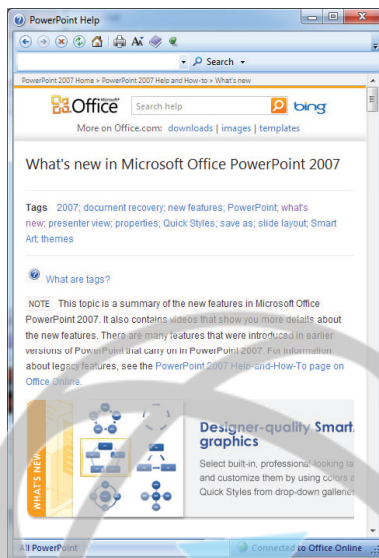 PowerPoint Help
Search
PowerPoint 2007 Home > PowerPoint 2007 Help and How-to > What's new
Microsoft®
Office
Search help
bing
More on Office.com: downloads | images | templates
What's new in Microsoft Office PowerPoint 2007
Tags 2007; document recovery; new features; PowerPoint; what's
new; presenter view; properties; Quick Styles; save as; slide layout; Smart
Art; themes
What are tags?
NOTE This topic is a summary of the new features in Microsoft Office
PowerPoint 2007. It also contains videos that show you more details about
the new features. There are many features that were introduced in earlier
versions of PowerPoint that carry on in PowerPoint 2007. For information
about legacy features, see the PowerPoint 2007 Help-and-How-To page on
Office Online.
WHAT'S NEW
Designer-quality Smart
graphics
Select built-in, professional-looking la
and customize them by using colors a
Quick Styles from drop-down galleries
All PowerPoint
Connected to Office Online